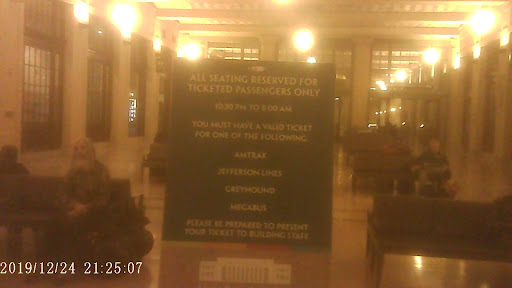 ALL SEATING RESERVED FOR
TICKETED PASSENGERS ONLY
10:30 PM TO 5:00 AM
YOU MUST HAVE A VALID TICKET
FOR ONE OF THE FOLLOWING:
AMTRAK
JEFFERSON LINES
GREYHOUND
MEGABUS
PLEASE BE PREPARED TO PRESENT
YOUR TICKET TO BUILDING STAFF
2019/12/24 21:25:07